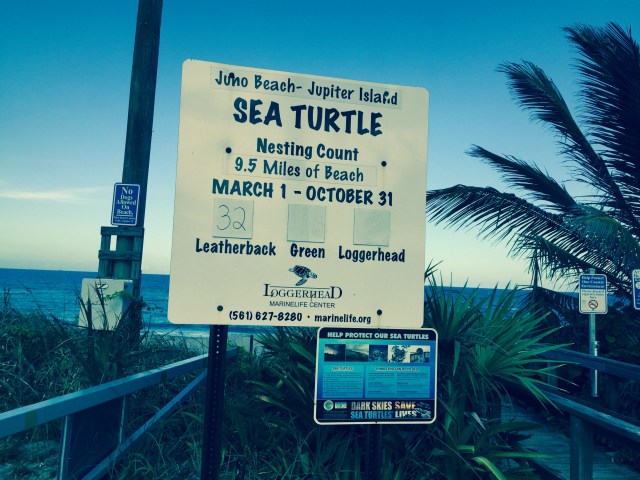 Juno Beach- Jupiter Island
SEA TURTLE
Nesting Count
9.5 Miles of Beach
MARCH 1 - OCTOBER 31
32
Leatherback Green Loggerhead
LOGGERHEAD
MARINELIFE CENTER
(561) 627-8280 • marinelife.org
No
Dogs
Allowed
On
Beach
HELP PROTECT OUR SEA TURTLES
DARK SKIES SAVE
SEA TURTLES' LIVES